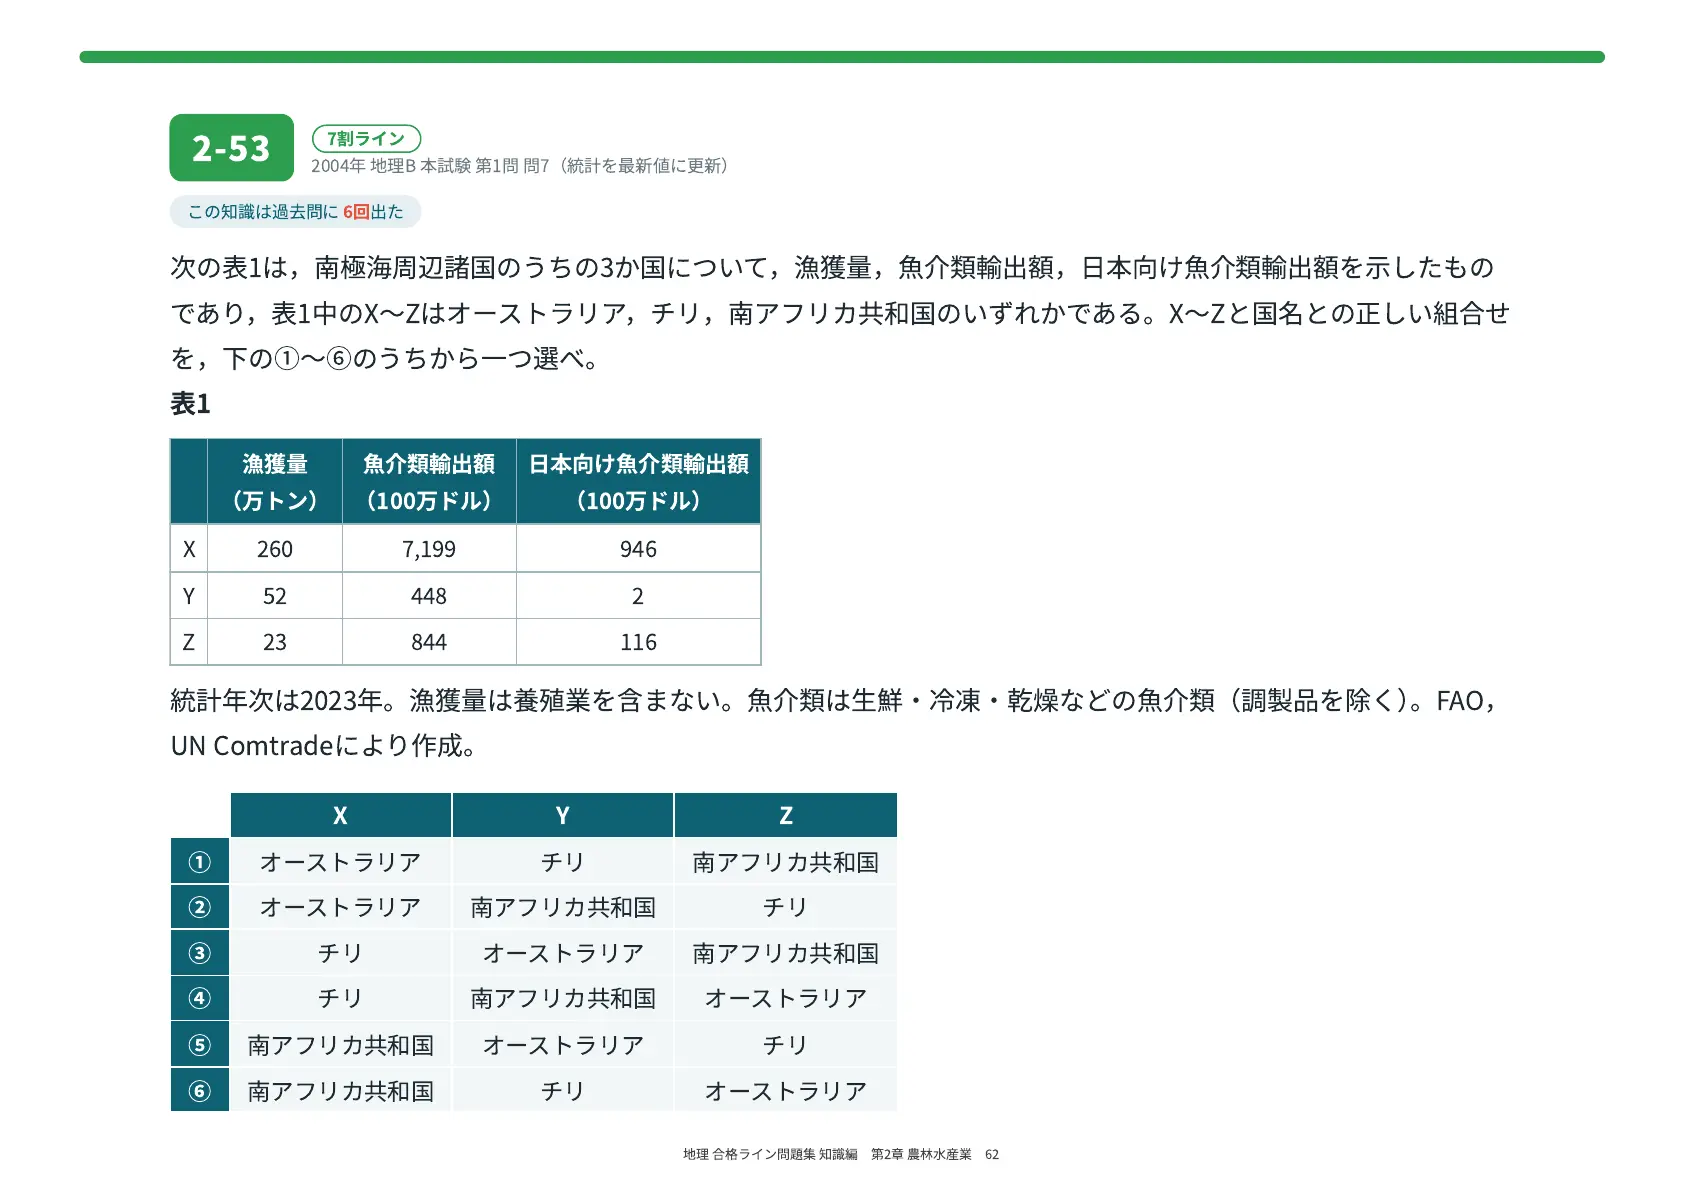 2-53
7割ライン
2004年 地理B 本試験 第1問 問7（統計を最新値に更新）
この知識は過去問に 6回出た
次の表1は，南極海周辺諸国のうちの3か国について，漁獲量，魚介類輸出額，日本向け魚介類輸出額を示したもの
であり，表1中のX～Zはオーストラリア，チリ，南アフリカ共和国のいずれかである。X～Zと国名との正しい組合せ
を，下の①～⑥のうちから一つ選べ。
表1
漁獲量（万トン） 魚介類輸出額（100万ドル） 日本向け魚介類輸出額（100万ドル）
X 260 7,199 946
Y 52 448 2
Z 23 844 116
統計年次は2023年。漁獲量は養殖業を含まない。魚介類は生鮮・冷凍・乾燥などの魚介類（調製品を除く）。FAO，
UN Comtradeにより作成。
X Y Z
① オーストラリア チリ 南アフリカ共和国
② オーストラリア 南アフリカ共和国 チリ
③ チリ オーストラリア 南アフリカ共和国
④ チリ 南アフリカ共和国 オーストラリア
⑤ 南アフリカ共和国 オーストラリア チリ
⑥ 南アフリカ共和国 チリ オーストラリア
地理 合格ライン問題集 知識編 第2章 農林水産業 62